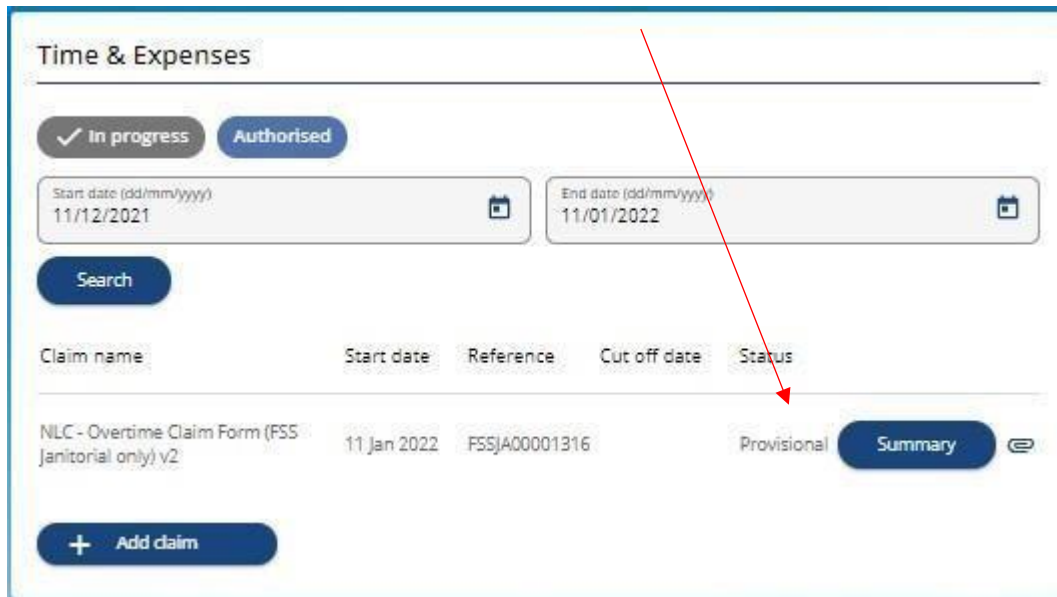 Time & Expenses
In progress Authorised
Start date (dd/mm/yyyy) End date (dd/mm/yyyy)
11/12/2021 11/01/2022
Search
Claim name Start date Reference Cut off date Status
NLC - Overtime Claim Form (FSS
Janitorial only) v2 11 Jan 2022 FSSJA00001316 Provisional Summary
+ Add claim